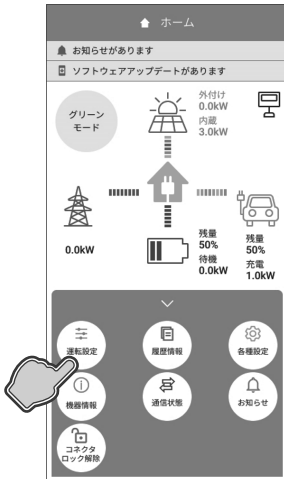 ホーム
お知らせがあります
ソフトウェアアップデートがあります
グリーン
モード
外付け
0.0kW
内蔵
3.0kW
0.0kW
残量
50%
待機
0.0kW
残量
50%
充電
1.0kW
運転設定
履歴情報
各種設定
機器情報
通信状態
お知らせ
コネクタ
ロック解除